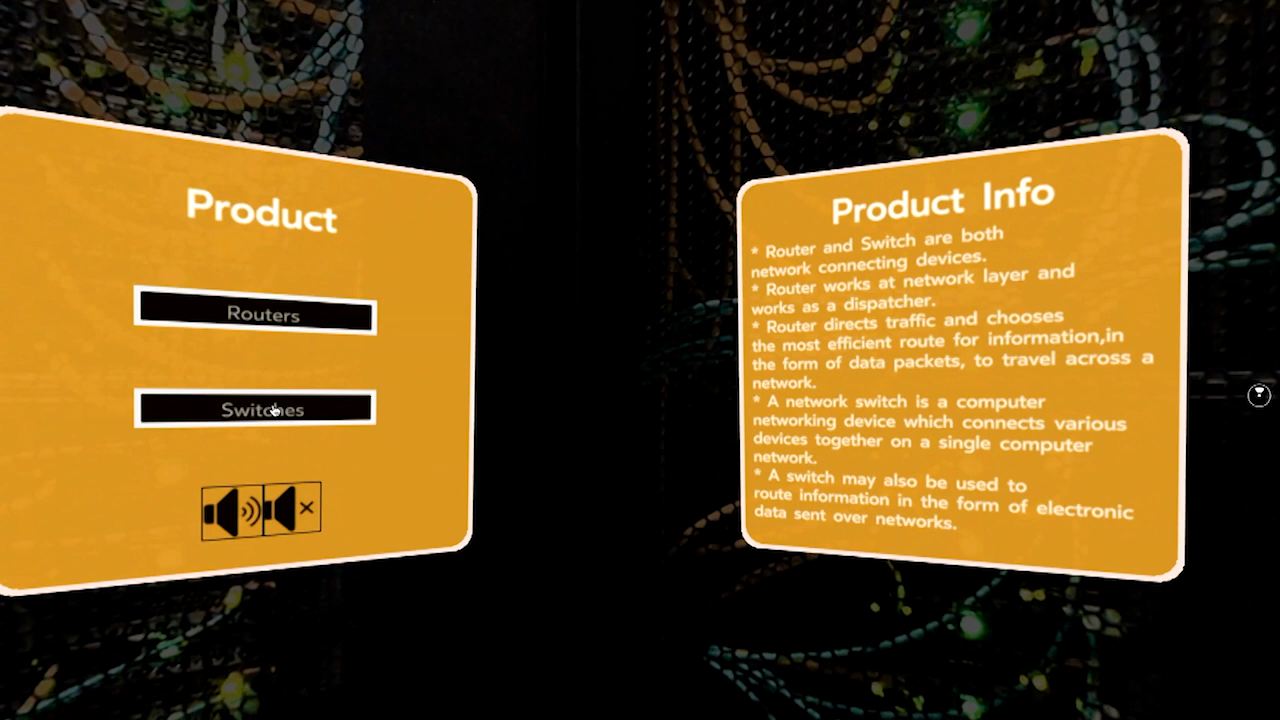 Product
Routers
Switches
Product Info
* Router and Switch are both
network connecting devices.
* Router works at network layer and
works as a dispatcher.
* Router directs traffic and chooses
the most efficient route for information,in
the form of data packets, to travel across a
network.
* A network switch is a computer
networking device which connects various
devices together on a single computer
network.
* A switch may also be used to
route information in the form of electronic
data sent over networks.